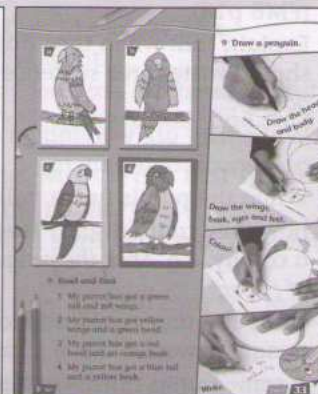 8 Read and find.
1 My parrot has got a green
tail and red wings.
2 My parrot has got yellow
wings and a green head.
3 My parrot has got a red
head and an orange beak.
4 My parrot has got a blue tail
and a yellow beak.
9 Draw a penguin.
Draw the head
and body.
Draw the wings,
beak, eyes and feet.
Colour.
Write.
33